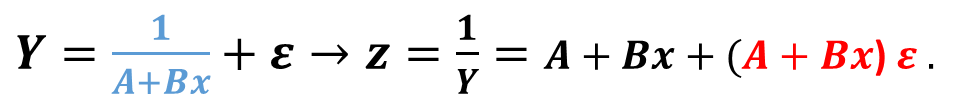 Y = 1/(A+Bx) + ε → z = 1/Y = A + Bx + (A + Bx) ε .